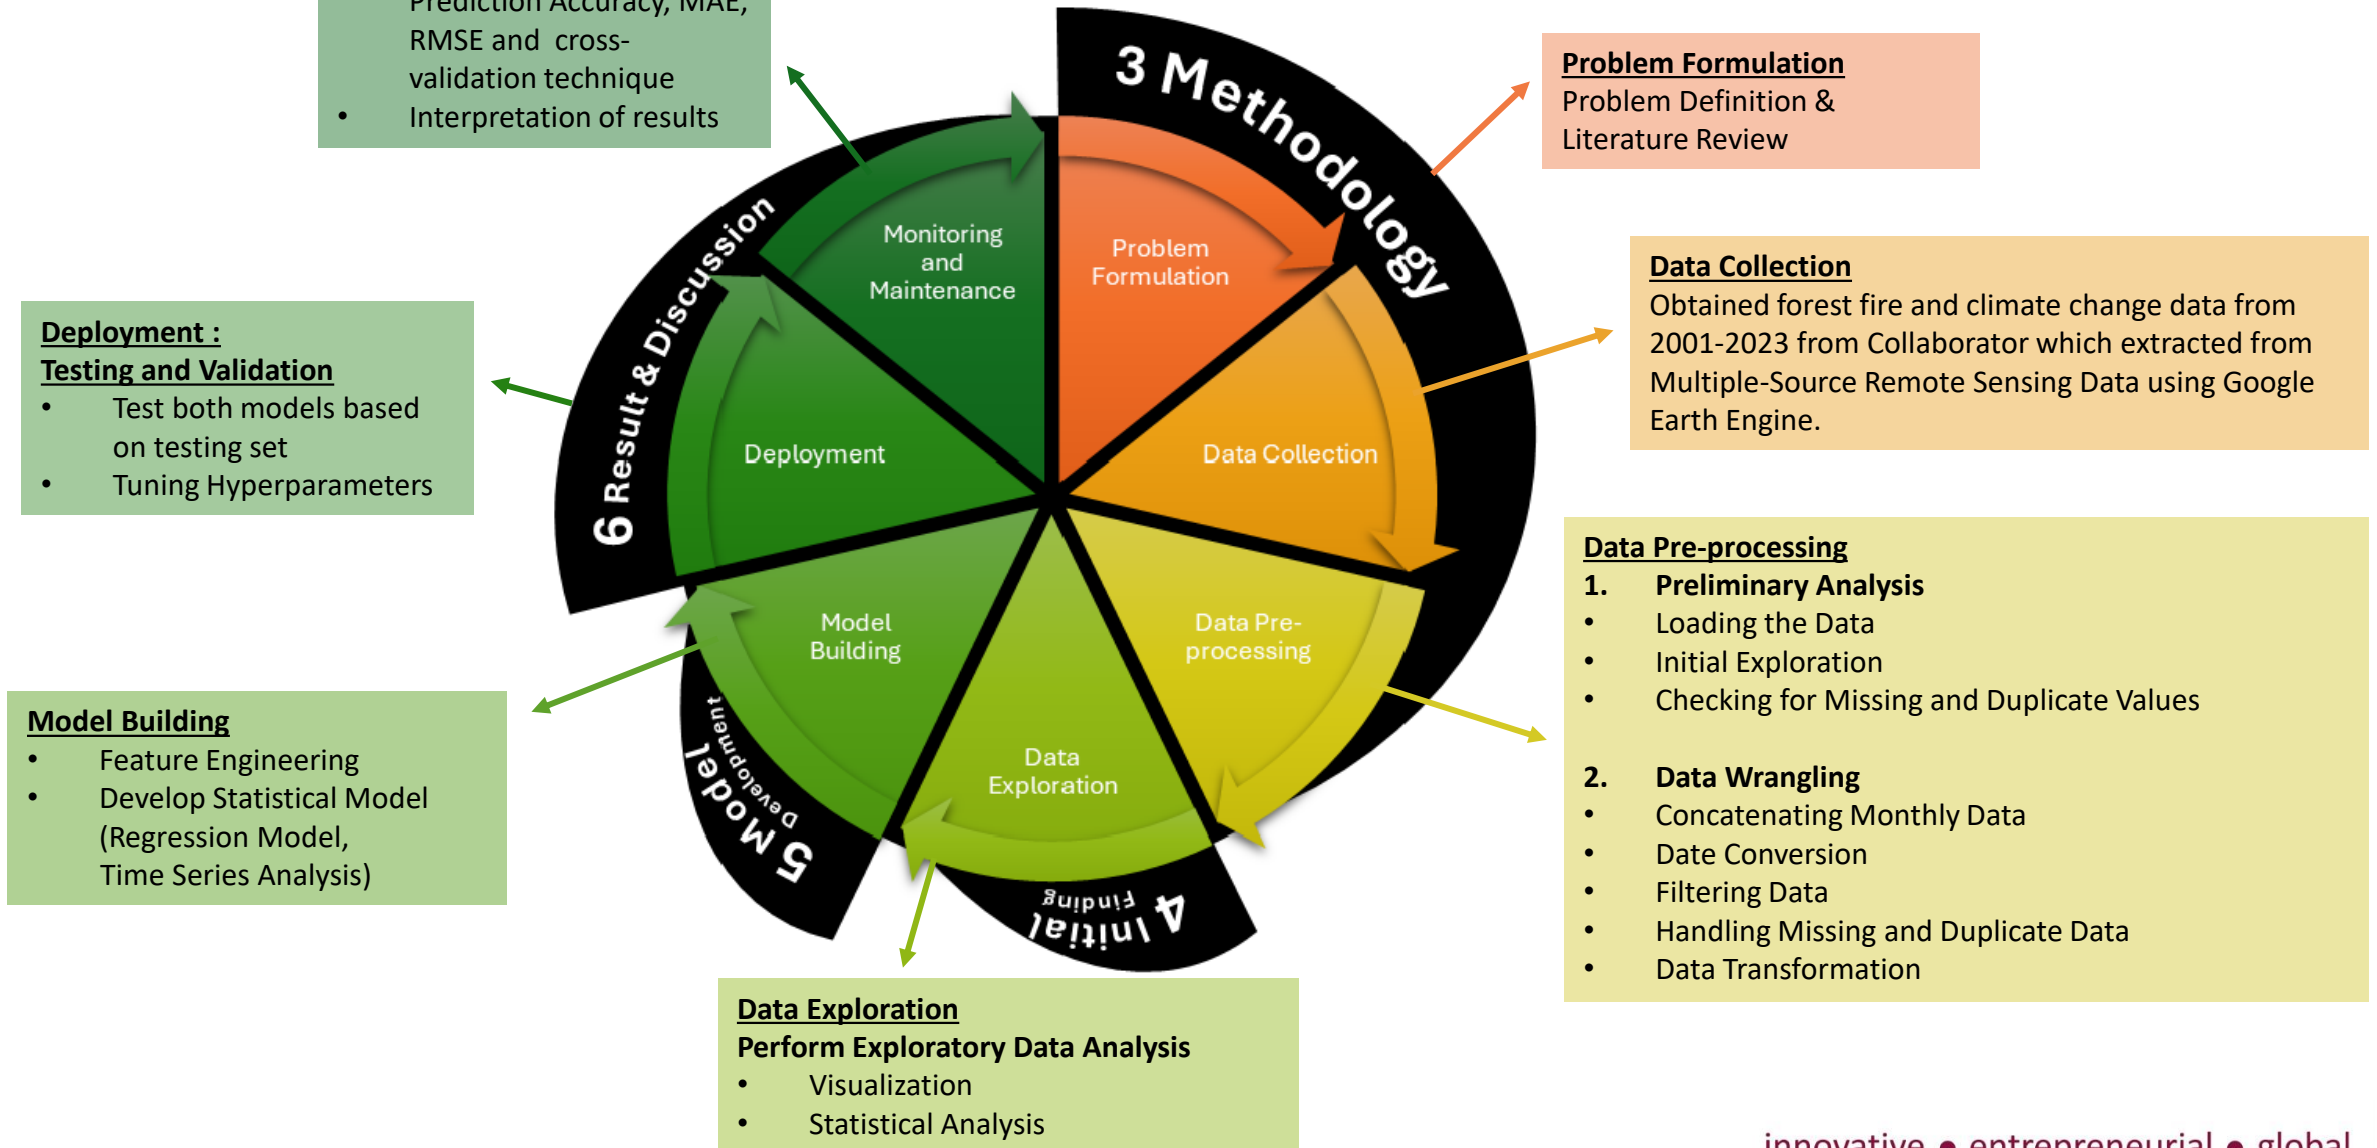 Prediction Accuracy, MAE,
RMSE and cross-
validation technique
• Interpretation of results
3 Methodology
Problem Formulation
Problem Definition &
Literature Review
Monitoring
and
Maintenance
Problem
Formulation
6 Result & Discussion
Data Collection
Obtained forest fire and climate change data from
2001-2023 from Collaborator which extracted from
Multiple-Source Remote Sensing Data using Google
Earth Engine.
Deployment :
Testing and Validation
• Test both models based
on testing set
• Tuning Hyperparameters
Deployment
Data Collection
Data Pre-processing
1. Preliminary Analysis
• Loading the Data
• Initial Exploration
• Checking for Missing and Duplicate Values
2. Data Wrangling
• Concatenating Monthly Data
• Date Conversion
• Filtering Data
• Handling Missing and Duplicate Data
• Data Transformation
Model
Building
Data Pre-
processing
Model Building
• Feature Engineering
• Develop Statistical Model
(Regression Model,
Time Series Analysis)
5 Model
Development
Data
Exploration
4 Initial
Finding
Data Exploration
Perform Exploratory Data Analysis
• Visualization
• Statistical Analysis
innovative ● entrepreneurial ● global